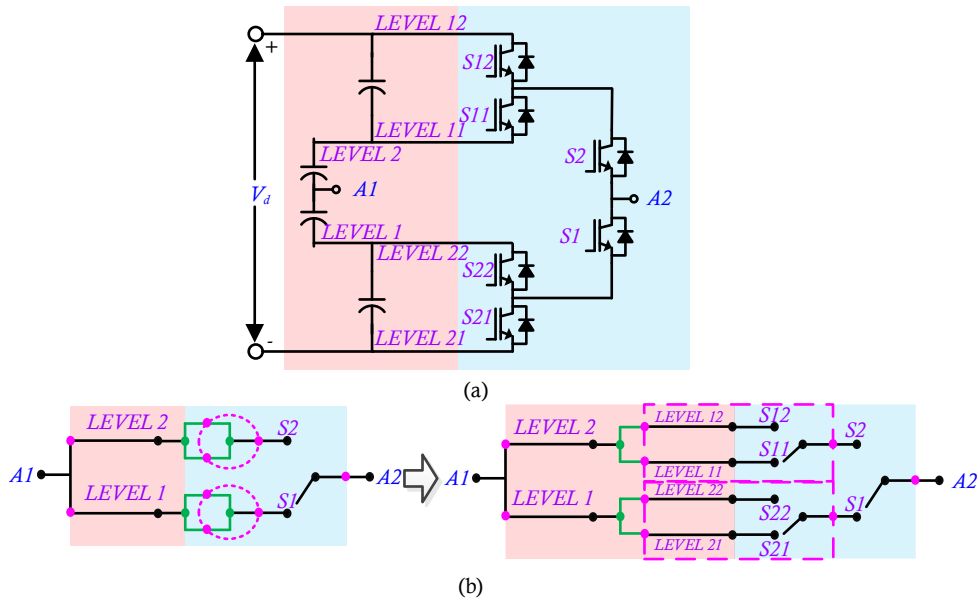 LEVEL 12
+
S12
S11
LEVEL 11
LEVEL 2
S2
Vd
A1
A2
LEVEL 1
S1
LEVEL 22
S22
S21
-
LEVEL 21
(a)
LEVEL 2
S2
A1
A2
LEVEL 1
S1
LEVEL 2
LEVEL 12
S12
S11
S2
LEVEL 11
A1
A2
LEVEL 1
LEVEL 22
S22
S1
LEVEL 21
S21
(b)